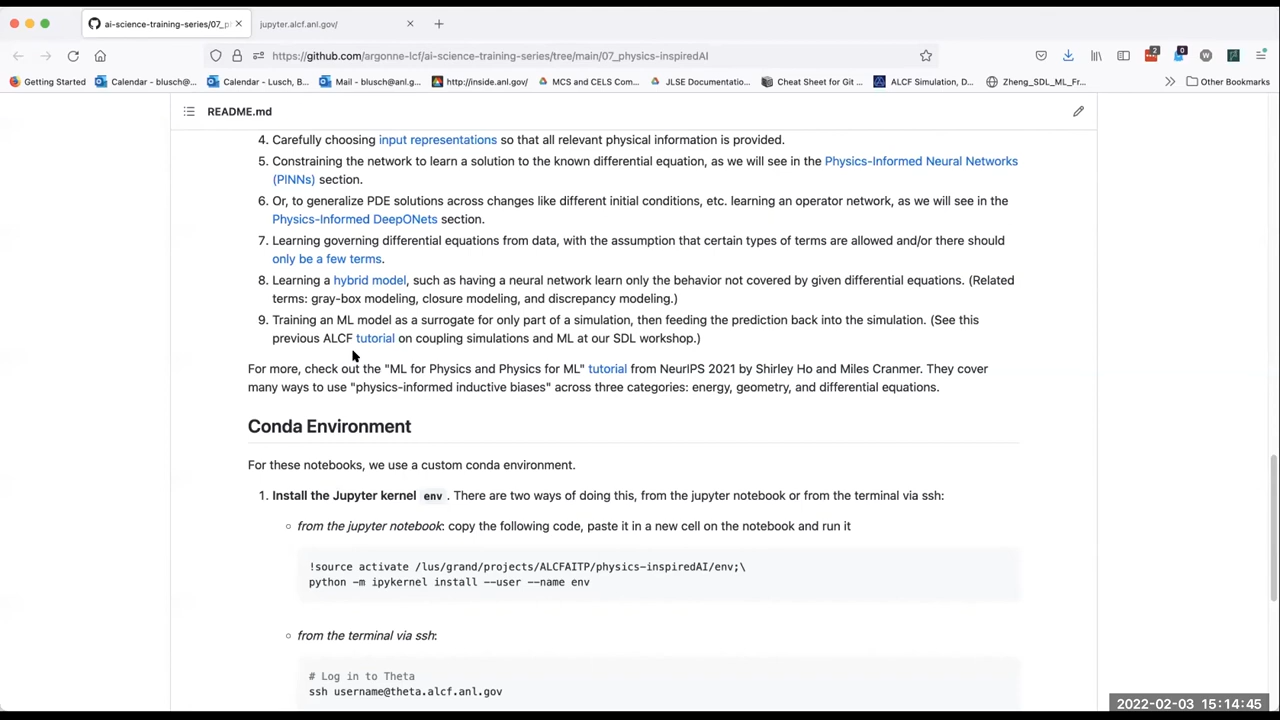 ai-science-training-series/07_p
jupyter.alcf.anl.gov/
https://github.com/argonne-lcf/ai-science-training-series/tree/main/07_physics-inspiredAI
2
0
Getting Started
Calendar - blusch@...
Calendar - Lusch, B...
Mail - blusch@anl.g...
http://inside.anl.gov/
MCS and CELS Com...
JLSE Documentatio...
Cheat Sheet for Git ...
ALCF Simulation, D...
Zheng_SDL_ML_Fr...
Other Bookmarks
README.md
4. Carefully choosing input representations so that all relevant physical information is provided.
5. Constraining the network to learn a solution to the known differential equation, as we will see in the Physics-Informed Neural Networks
(PINNs) section.
6. Or, to generalize PDE solutions across changes like different initial conditions, etc. learning an operator network, as we will see in the
Physics-Informed DeepONets section.
7. Learning governing differential equations from data, with the assumption that certain types of terms are allowed and/or there should
only be a few terms.
8. Learning a hybrid model, such as having a neural network learn only the behavior not covered by given differential equations. (Related
terms: gray-box modeling, closure modeling, and discrepancy modeling.)
9. Training an ML model as a surrogate for only part of a simulation, then feeding the prediction back into the simulation. (See this
previous ALCF tutorial on coupling simulations and ML at our SDL workshop.)
For more, check out the "ML for Physics and Physics for ML" tutorial from NeurIPS 2021 by Shirley Ho and Miles Cranmer. They cover
many ways to use "physics-informed inductive biases" across three categories: energy, geometry, and differential equations.
Conda Environment
For these notebooks, we use a custom conda environment.
1. Install the Jupyter kernel env . There are two ways of doing this, from the jupyter notebook or from the terminal via ssh:
from the jupyter notebook: copy the following code, paste it in a new cell on the notebook and run it
!source activate /lus/grand/projects/ALCFAITP/physics-inspiredAI/env;\
python -m ipykernel install --user --name env
from the terminal via ssh:
# Log in to Theta
ssh username@theta.alcf.anl.gov
2022-02-03 15:14:45